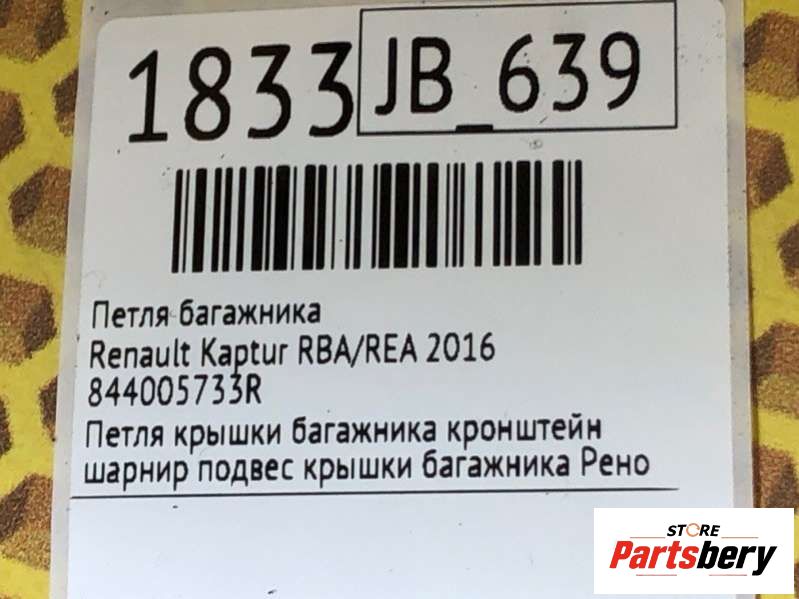 1833 JB_639
Петля багажника
Renault Kaptur RBA/REA 2016
844005733R
Петля крышки багажника кронштейн
шарнир подвес крышки багажника Рено
STORE
Partsbery